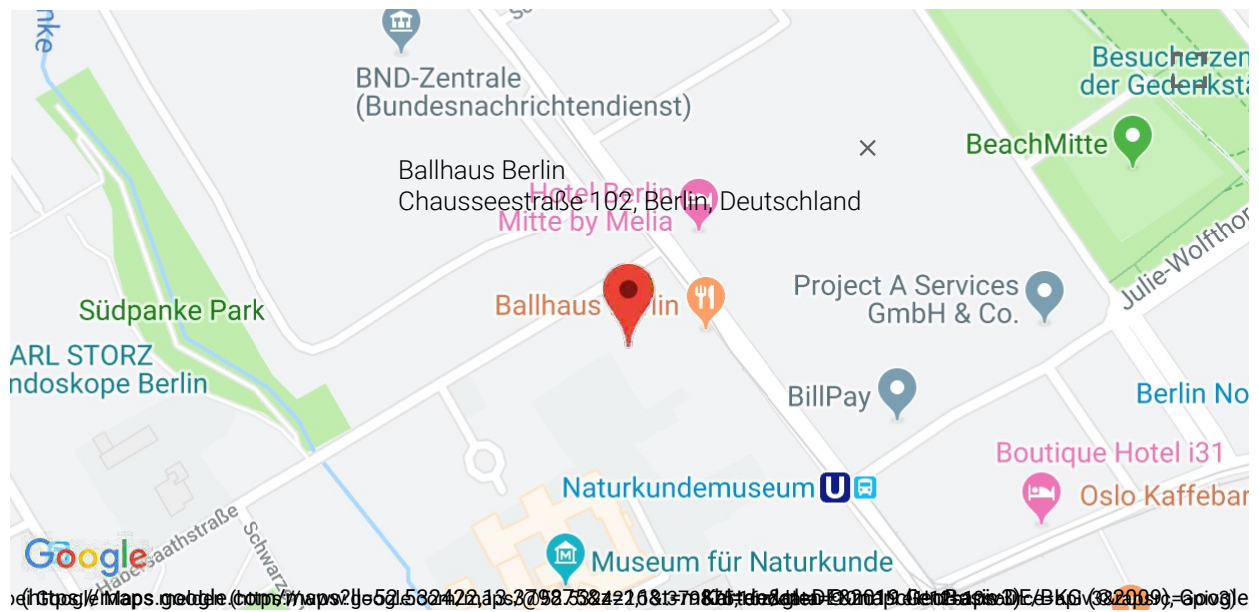 nke
BND-Zentrale
(Bundesnachrichtendienst)
Besucherzen
der Gedenkstä
BeachMitte
Ballhaus Berlin
Chausseestraße 102, Berlin, Deutschland
Hotel Berlin
Mitte by Melia
Julie-Wolfthor
Project A Services
GmbH & Co.
Ballhaus
lin
Südpanke Park
ARL STORZ
ndoskope Berlin
BillPay
Berlin No
Boutique Hotel i31
Naturkundemuseum U
Oslo Kaffebar
Habersaathstraße
Schwarz
Google
Museum für Naturkunde